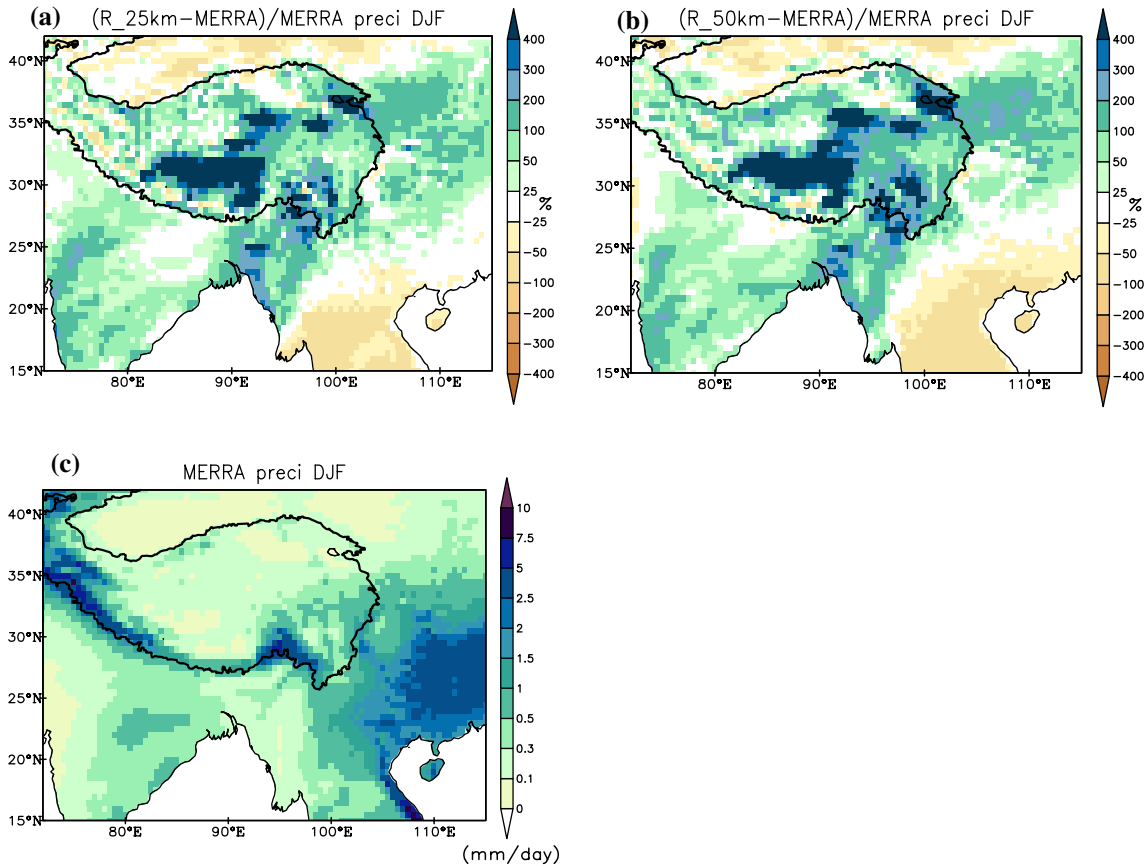 (a) (R_25km-MERRA)/MERRA preci DJF
40°N
35°N
30°N
25°N
20°N
15°N
80°E 90°E 100°E 110°E
400
300
200
100
50
25
%
-25
-50
-100
-200
-300
-400
(b) (R_50km-MERRA)/MERRA preci DJF
40°N
35°N
30°N
25°N
20°N
15°N
80°E 90°E 100°E 110°E
400
300
200
100
50
25
%
-25
-50
-100
-200
-300
-400
(c) MERRA preci DJF
40°N
35°N
30°N
25°N
20°N
15°N
80°E 90°E 100°E 110°E
10
7.5
5
2.5
2
1.5
1
0.5
0.3
0.1
0
(mm/day)